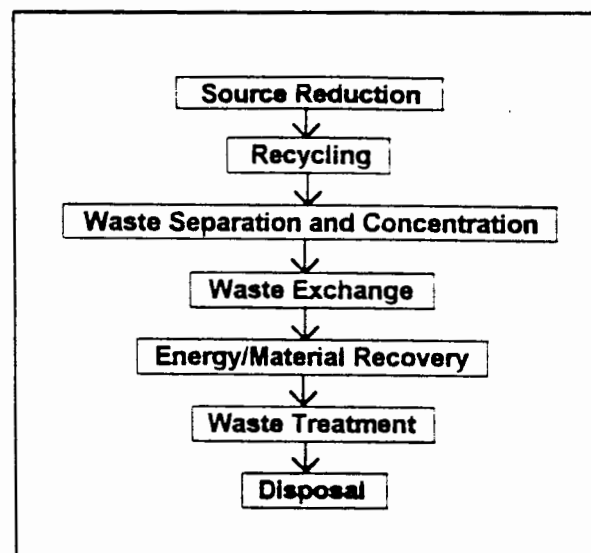 Source Reduction
Recycling
Waste Separation and Concentration
Waste Exchange
Energy/Material Recovery
Waste Treatment
Disposal